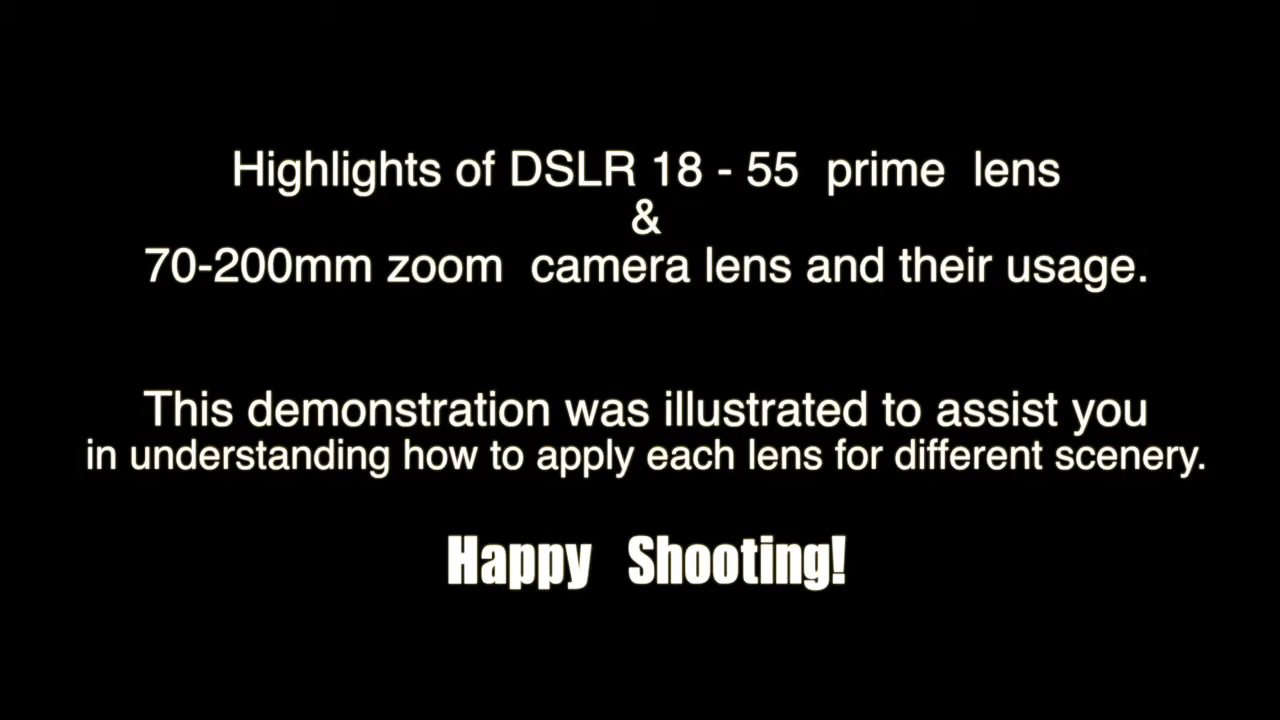 Highlights of DSLR 18 - 55 prime lens
&
70-200mm zoom camera lens and their usage.
This demonstration was illustrated to assist you
in understanding how to apply each lens for different scenery.
Happy Shooting!